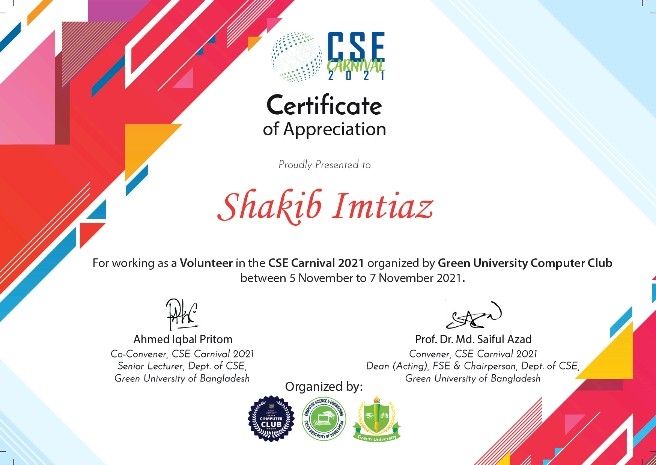 CSE
CARNIVAL
2021
Certificate
of Appreciation
Proudly Presented to
Shakib Imtiaz
For working as a Volunteer in the CSE Carnival 2021 organized by Green University Computer Club
between 5 November to 7 November 2021.
Ahmed Iqbal Pritom
Co-Convener, CSE Carnival 2021
Senior Lecturer, Dept. of CSE,
Green University of Bangladesh
Prof. Dr. Md. Saiful Azad
Convener, CSE Carnival 2021
Dean (Acting), FSE & Chairperson, Dept. of CSE,
Green University of Bangladesh
Organized by:
COMPUTER
CLUB
Green University